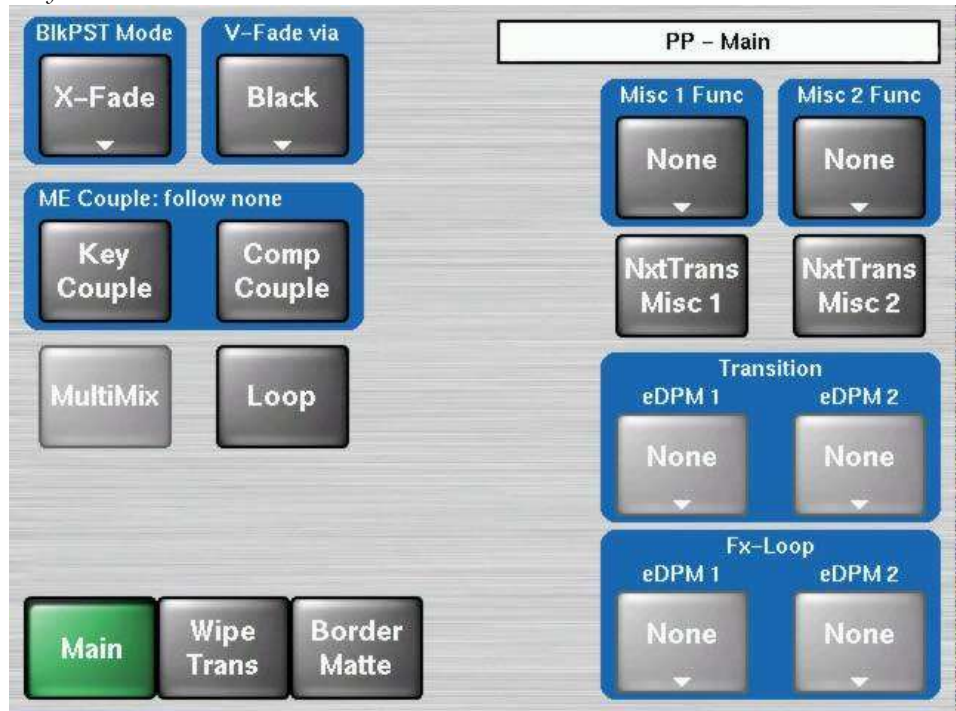 BlkPST Mode
V-Fade via
X-Fade
Black
ME Couple: follow none
Key
Couple
Comp
Couple
MultiMix
Loop
Main
Wipe
Trans
Border
Matte
PP - Main
Misc 1 Func
Misc 2 Func
None
None
NxtTrans
Misc 1
NxtTrans
Misc 2
Transition
eDPM 1
eDPM 2
None
None
Fx-Loop
eDPM 1
eDPM 2
None
None